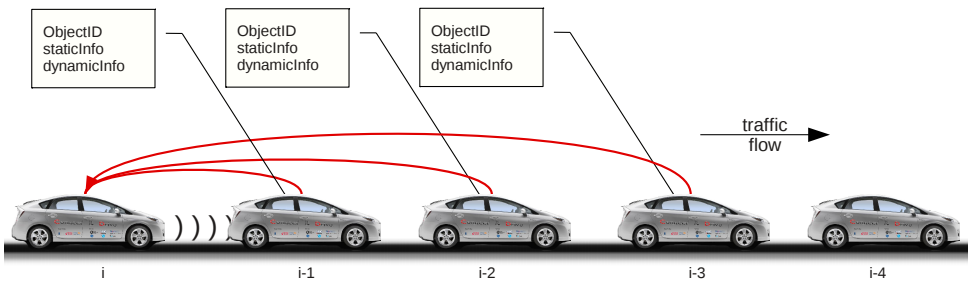 ObjectID
staticInfo
dynamicInfo
ObjectID
staticInfo
dynamicInfo
ObjectID
staticInfo
dynamicInfo
traffic
flow
i
i-1
i-2
i-3
i-4